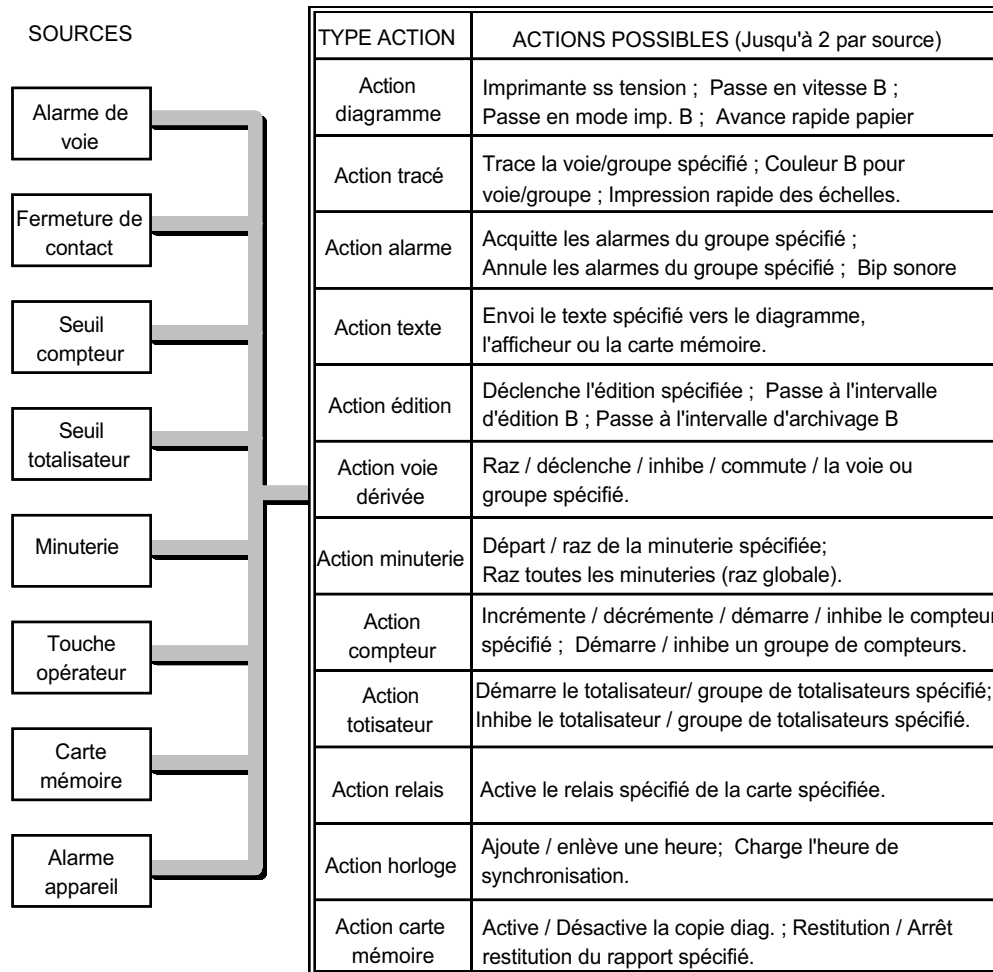 SOURCES
Alarme de
voie
Fermeture de
contact
Seuil
compteur
Seuil
totalisateur
Minuterie
Touche
opérateur
Carte
mémoire
Alarme
appareil
TYPE ACTION
ACTIONS POSSIBLES (Jusqu'à 2 par source)
Action
diagramme
Imprimante ss tension ; Passe en vitesse B ;
Passe en mode imp. B ; Avance rapide papier
Action tracé
Trace la voie/groupe spécifié ; Couleur B pour
voie/groupe ; Impression rapide des échelles.
Action alarme
Acquitte les alarmes du groupe spécifié ;
Annule les alarmes du groupe spécifié ; Bip sonore
Action texte
Envoi le texte spécifié vers le diagramme,
l'afficheur ou la carte mémoire.
Action édition
Déclenche l'édition spécifiée ; Passe à l'intervalle
d'édition B ; Passe à l'intervalle d'archivage B
Action voie
dérivée
Raz / déclenche / inhibe / commute / la voie ou
groupe spécifié.
Action minuterie
Départ / raz de la minuterie spécifiée;
Raz toutes les minuteries (raz globale).
Action
compteur
Incrémente / décrémente / démarre / inhibe le compteur
spécifié ; Démarre / inhibe un groupe de compteurs.
Action
totisateur
Démarre le totalisateur/ groupe de totalisateurs spécifié;
Inhibe le totalisateur / groupe de totalisateurs spécifié.
Action relais
Active le relais spécifié de la carte spécifiée.
Action horloge
Ajoute / enlève une heure; Charge l'heure de
synchronisation.
Action carte
mémoire
Active / Désactive la copie diag. ; Restitution / Arrêt
restitution du rapport spécifié.